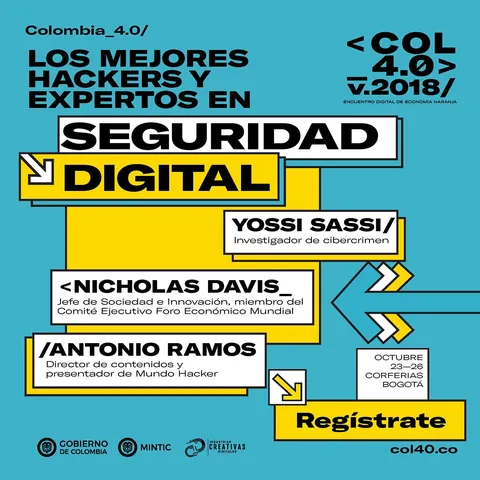 Colombia_4.0/
LOS MEJORES
HACKERS Y
EXPERTOS EN
SEGURIDAD
DIGITAL
<COL
4.0>
v.2018/
ENCUENTRO DIGITAL DE ECONOMÍA NARANJA
YOSSI SASSI/
Investigador de cibercrimen
<NICHOLAS DAVIS_
Jefe de Sociedad e Innovación, miembro del
Comité Ejecutivo Foro Económico Mundial
/ANTONIO RAMOS
Director de contenidos y
presentador de Mundo Hacker
OCTUBRE
23—26
CORFERIAS
BOGOTÁ
Regístrate
col40.co
GOBIERNO
DE COLOMBIA
MINTIC
INDUSTRIAS
CREATIVAS
DIGITALES